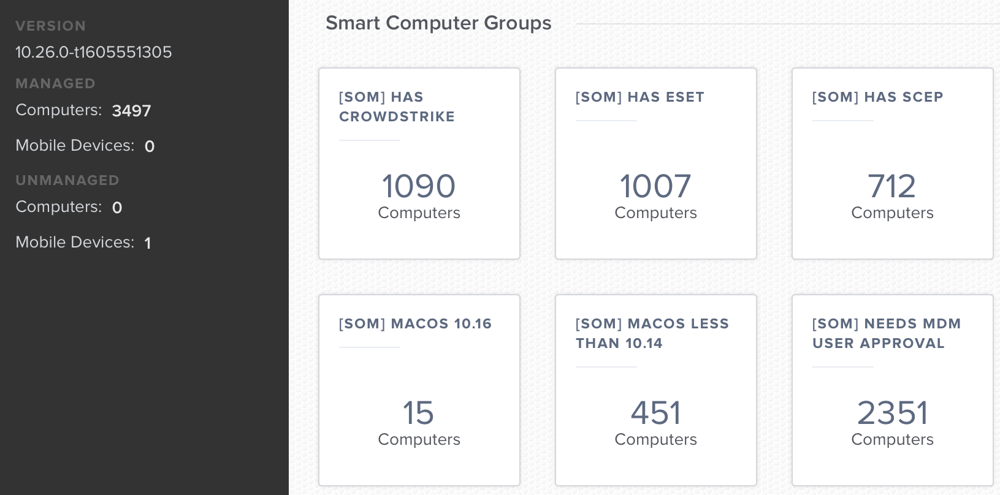 VERSION
10.26.0-t1605551305
MANAGED
Computers: 3497
Mobile Devices: 0
UNMANAGED
Computers: 0
Mobile Devices: 1
Smart Computer Groups
[SOM] HAS
CROWDSTRIKE
1090
Computers
[SOM] HAS ESET
1007
Computers
[SOM] HAS SCEP
712
Computers
[SOM] MACOS 10.16
15
Computers
[SOM] MACOS LESS
THAN 10.14
451
Computers
[SOM] NEEDS MDM
USER APPROVAL
2351
Computers